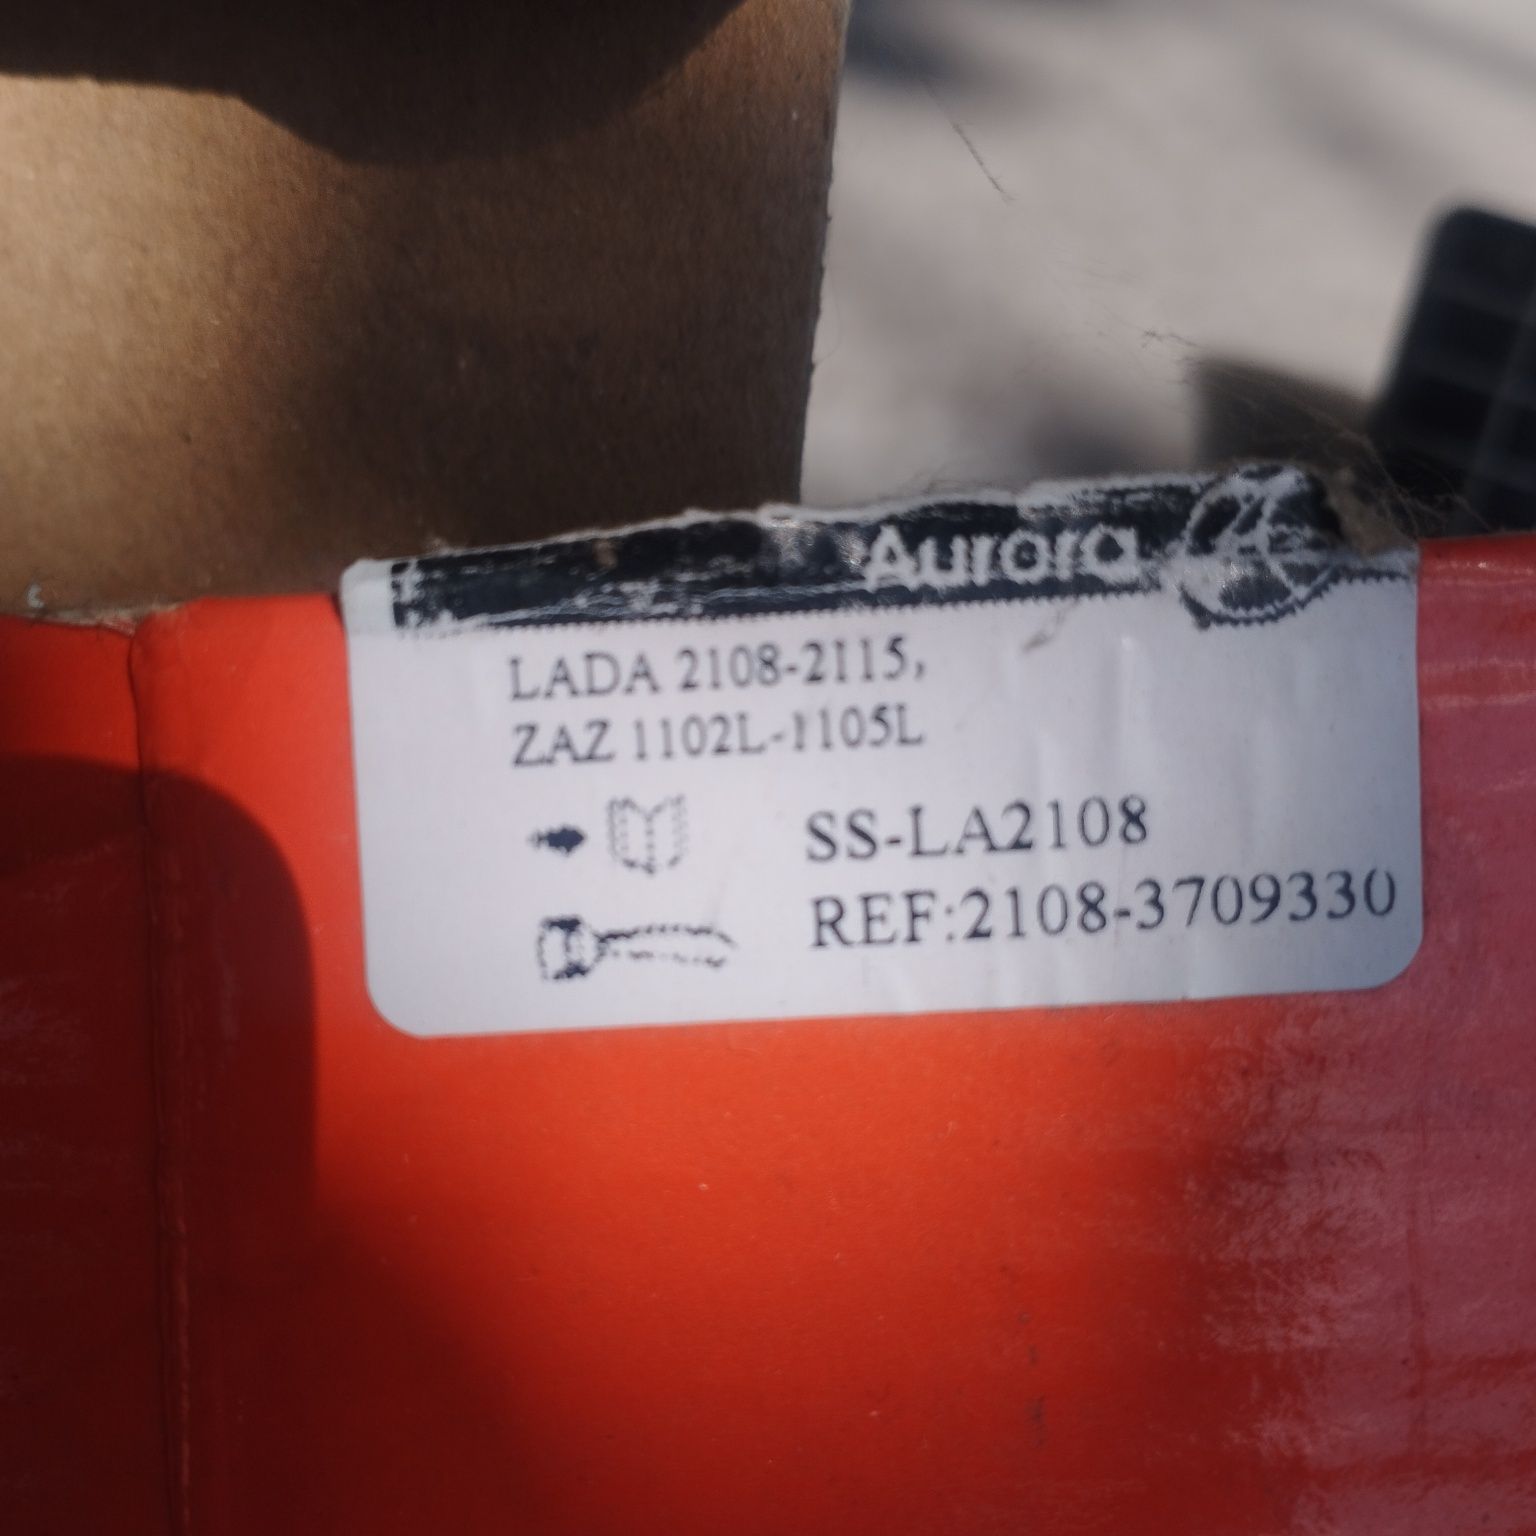 Aurora
LADA 2108-2115,
ZAZ 1102L-1105L
SS-LA2108
REF:2108-3709330